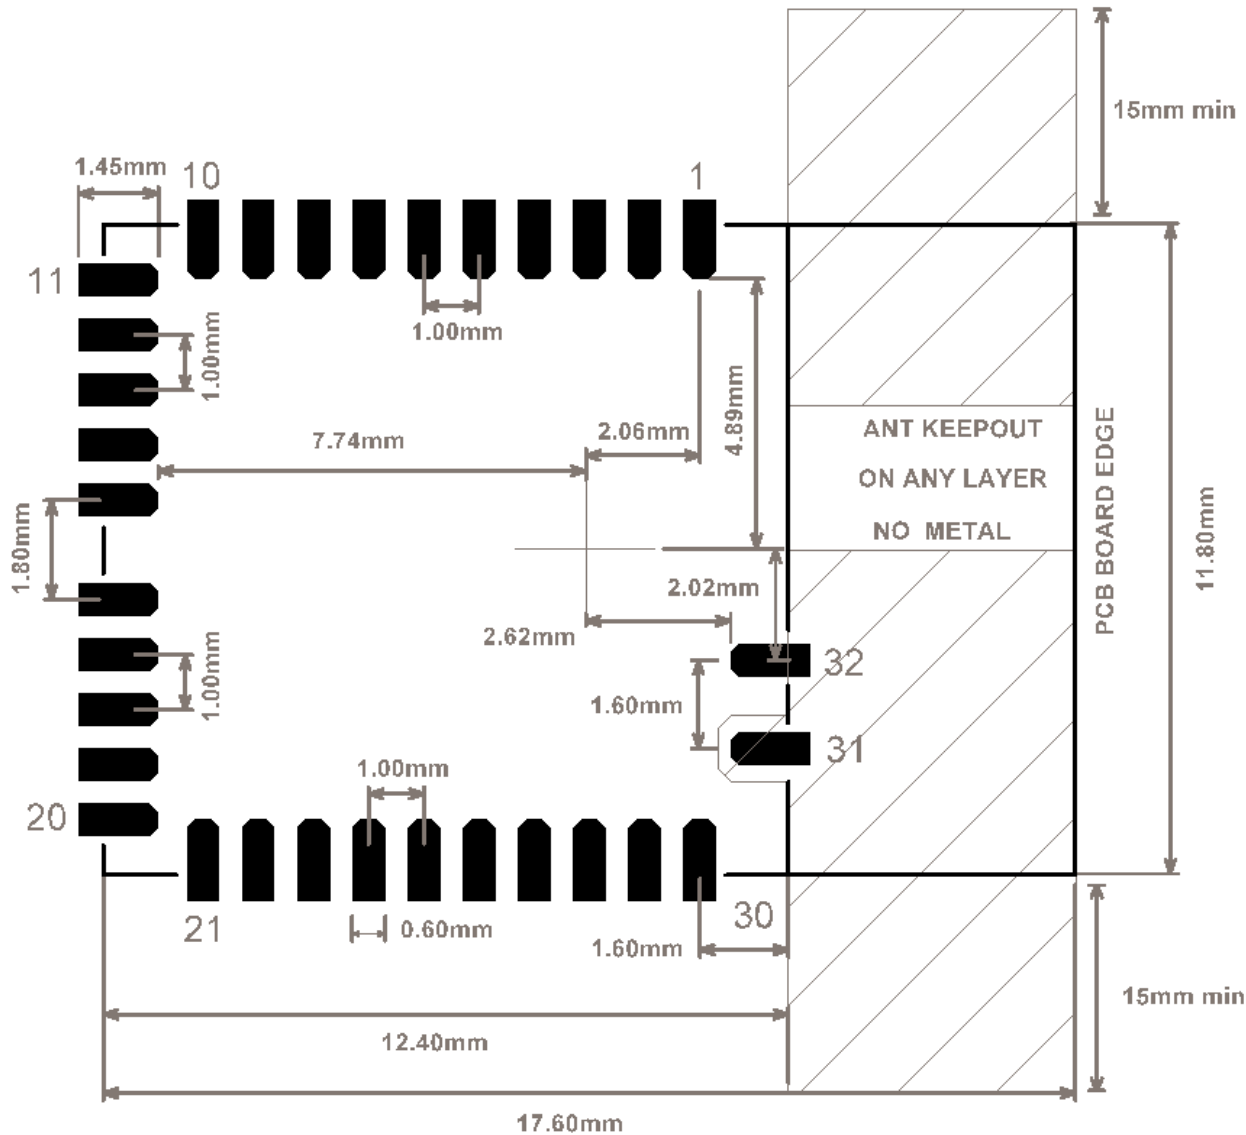 15mm min
1.45mm
10
1
11
1.00mm
1.00mm
4.89mm
2.06mm
7.74mm
ANT KEEPOUT
ON ANY LAYER
NO METAL
PCB BOARD EDGE
11.80mm
1.80mm
2.02mm
2.62mm
32
1.00mm
1.60mm
31
1.00mm
20
21
0.60mm
30
1.60mm
15mm min
12.40mm
17.60mm